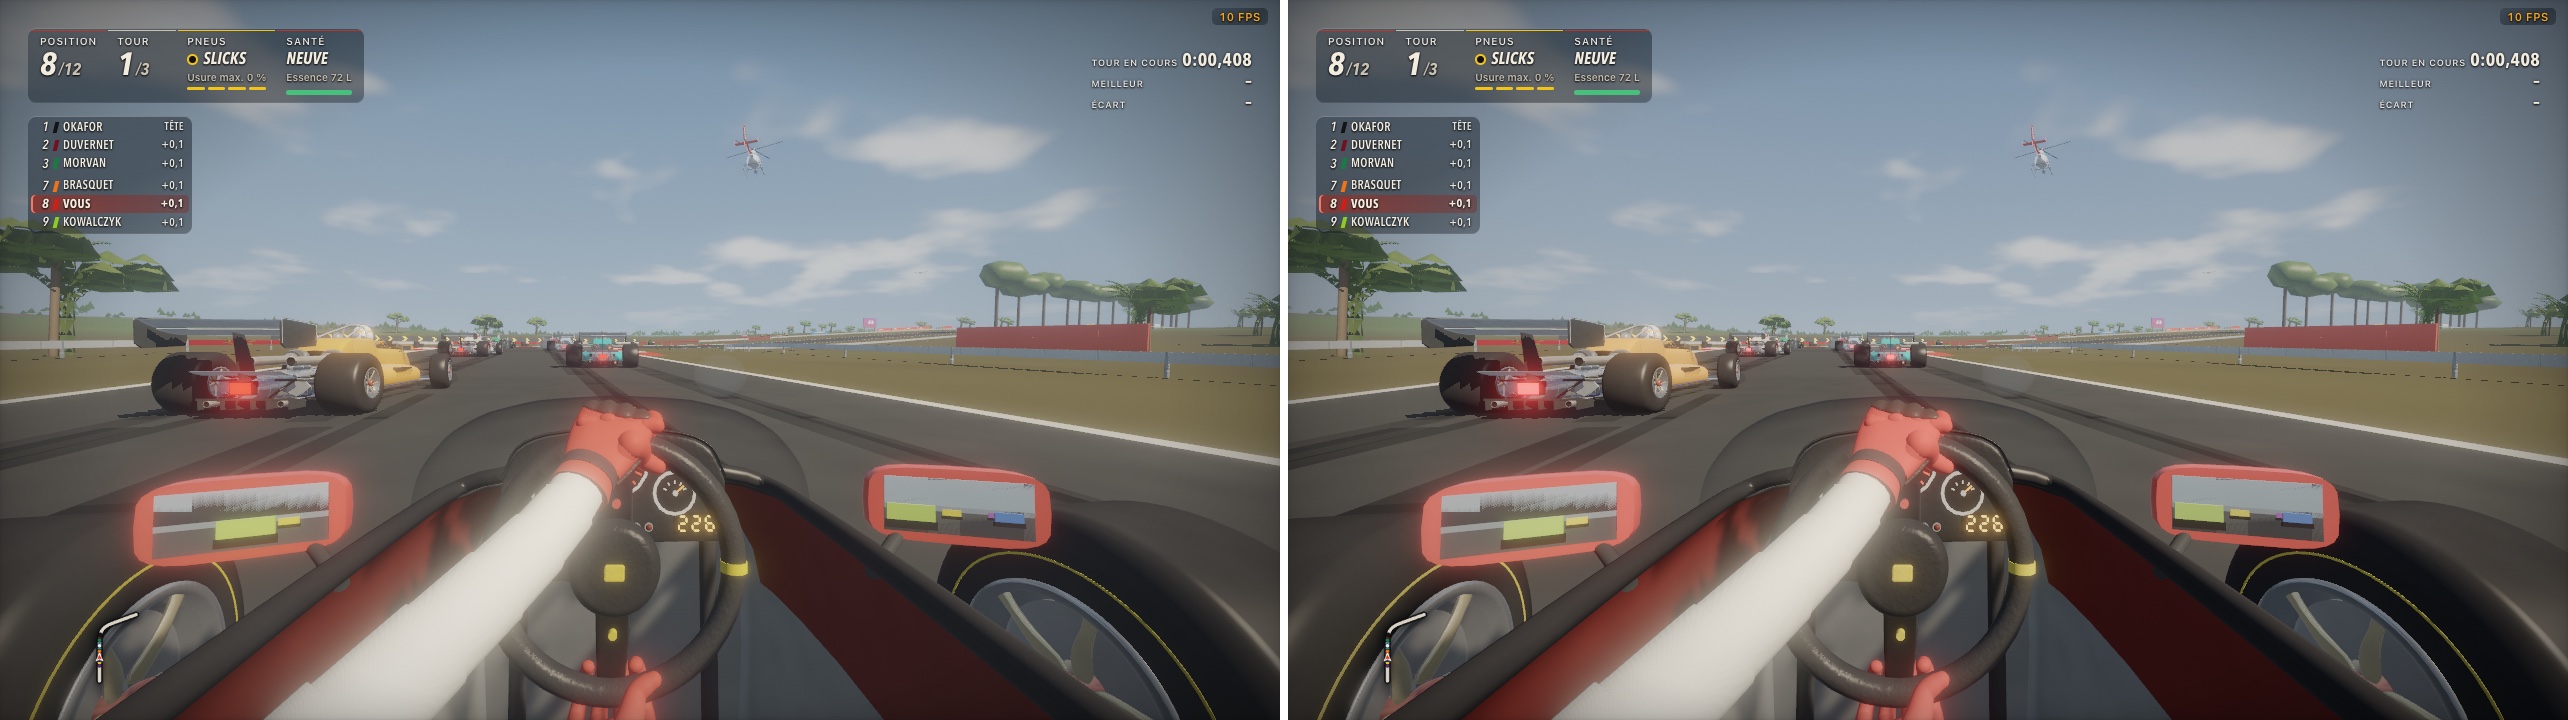 10 FPS
POSITION TOUR PNEUS SANTÉ
8/12 1/3 SLICKS NEUVE
Usure max. 0 % Essence 72 L
TOUR EN COURS 0:00,408
MEILLEUR –
ÉCART –
1 OKAFOR TÊTE
2 DUVERNET +0,1
3 MORVAN +0,1
7 BRASQUET +0,1
8 VOUS +0,1
9 KOWALCZYK +0,1
226
10 FPS
POSITION TOUR PNEUS SANTÉ
8/12 1/3 SLICKS NEUVE
Usure max. 0 % Essence 72 L
TOUR EN COURS 0:00,408
MEILLEUR –
ÉCART –
1 OKAFOR TÊTE
2 DUVERNET +0,1
3 MORVAN +0,1
7 BRASQUET +0,1
8 VOUS +0,1
9 KOWALCZYK +0,1
226